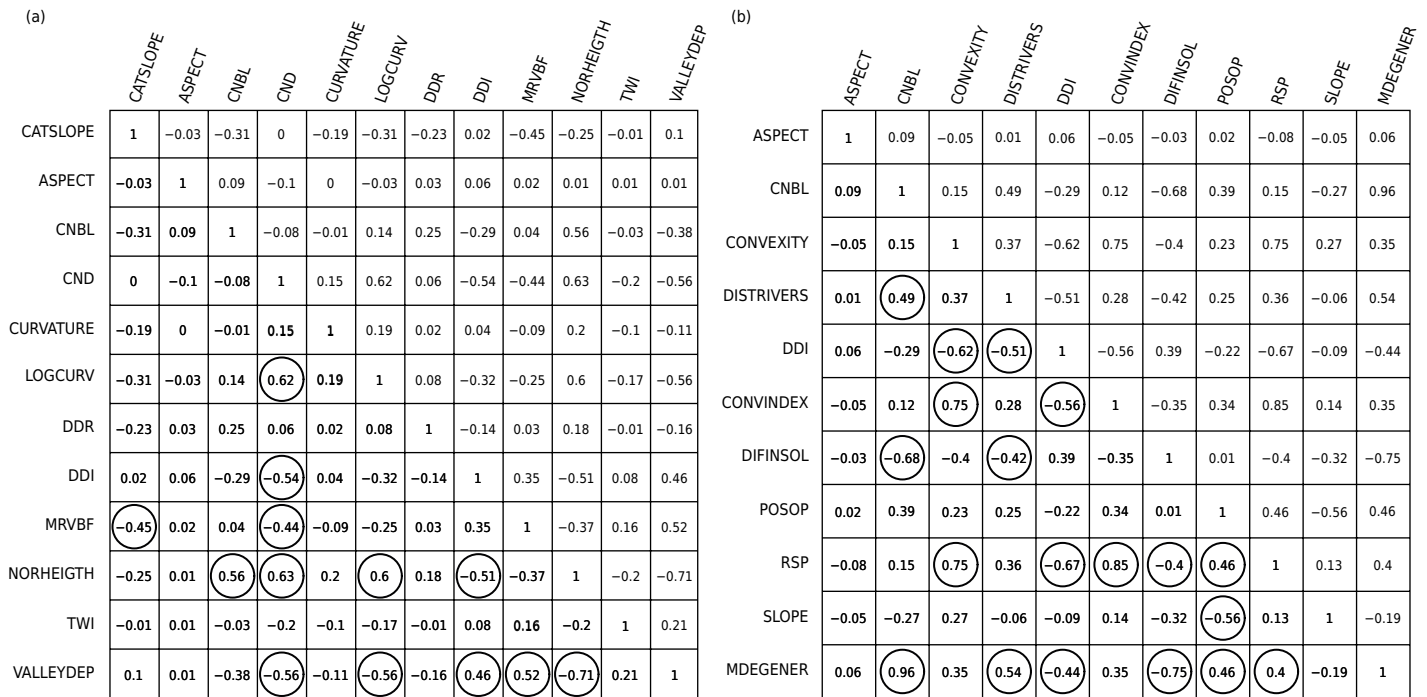 (a)
CATSLOPE ASPECT CNBL CND CURVATURE LOGCURV DDR DDI MRVBF NORHEIGTH TWI VALLEYDEP
CATSLOPE 1 −0.03 −0.31 0 −0.19 −0.31 −0.23 0.02 −0.45 −0.25 −0.01 0.1
ASPECT −0.03 1 0.09 −0.1 0 −0.03 0.03 0.06 0.02 0.01 0.01 0.01
CNBL −0.31 0.09 1 −0.08 −0.01 0.14 0.25 −0.29 0.04 0.56 −0.03 −0.38
CND 0 −0.1 −0.08 1 0.15 0.62 0.06 −0.54 −0.44 0.63 −0.2 −0.56
CURVATURE −0.19 0 −0.01 0.15 1 0.19 0.02 0.04 −0.09 0.2 −0.1 −0.11
LOGCURV −0.31 −0.03 0.14 0.62 0.19 1 0.08 −0.32 −0.25 0.6 −0.17 −0.56
DDR −0.23 0.03 0.25 0.06 0.02 0.08 1 −0.14 0.03 0.18 −0.01 −0.16
DDI 0.02 0.06 −0.29 −0.54 0.04 −0.32 −0.14 1 0.35 −0.51 0.08 0.46
MRVBF −0.45 0.02 0.04 −0.44 −0.09 −0.25 0.03 0.35 1 −0.37 0.16 0.52
NORHEIGTH −0.25 0.01 0.56 0.63 0.2 0.6 0.18 −0.51 −0.37 1 −0.2 −0.71
TWI −0.01 0.01 −0.03 −0.2 −0.1 −0.17 −0.01 0.08 0.16 −0.2 1 0.21
VALLEYDEP 0.1 0.01 −0.38 −0.56 −0.11 −0.56 −0.16 0.46 0.52 −0.71 0.21 1
(b)
ASPECT CNBL CONVEXITY DISTRIVERS DDI CONVINDEX DIFINSOL POSOP RSP SLOPE MDEGENER
ASPECT 1 0.09 −0.05 0.01 0.06 −0.05 −0.03 0.02 −0.08 −0.05 0.06
CNBL 0.09 1 0.15 0.49 −0.29 0.12 −0.68 0.39 0.15 −0.27 0.96
CONVEXITY −0.05 0.15 1 0.37 −0.62 0.75 −0.4 0.23 0.75 0.27 0.35
DISTRIVERS 0.01 0.49 0.37 1 −0.51 0.28 −0.42 0.25 0.36 −0.06 0.54
DDI 0.06 −0.29 −0.62 −0.51 1 −0.56 0.39 −0.22 −0.67 −0.09 −0.44
CONVINDEX −0.05 0.12 0.75 0.28 −0.56 1 −0.35 0.34 0.85 0.14 0.35
DIFINSOL −0.03 −0.68 −0.4 −0.42 0.39 −0.35 1 0.01 −0.4 −0.32 −0.75
POSOP 0.02 0.39 0.23 0.25 −0.22 0.34 0.01 1 0.46 −0.56 0.46
RSP −0.08 0.15 0.75 0.36 −0.67 0.85 −0.4 0.46 1 0.13 0.4
SLOPE −0.05 −0.27 0.27 −0.06 −0.09 0.14 −0.32 −0.56 0.13 1 −0.19
MDEGENER 0.06 0.96 0.35 0.54 −0.44 0.35 −0.75 0.46 0.4 −0.19 1